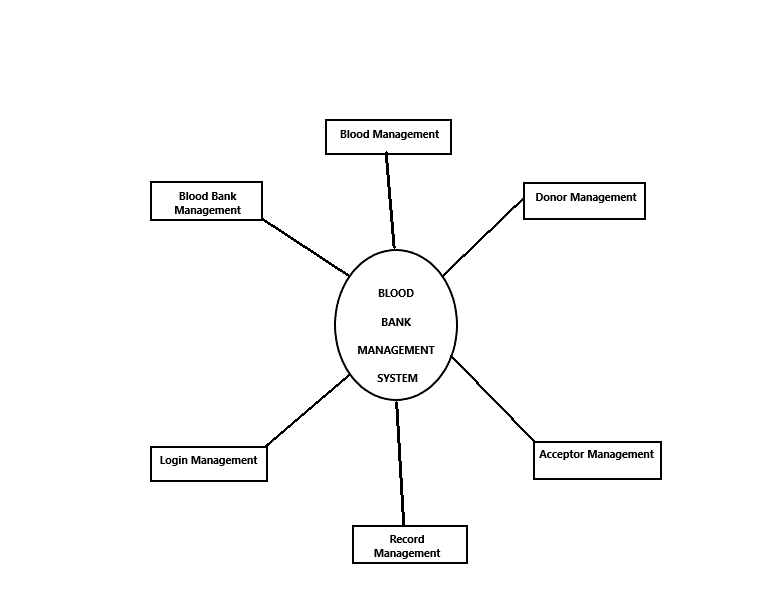 Blood Management
Blood Bank
Management
Donor Management
BLOOD
BANK
MANAGEMENT
SYSTEM
Login Management
Acceptor Management
Record
Management